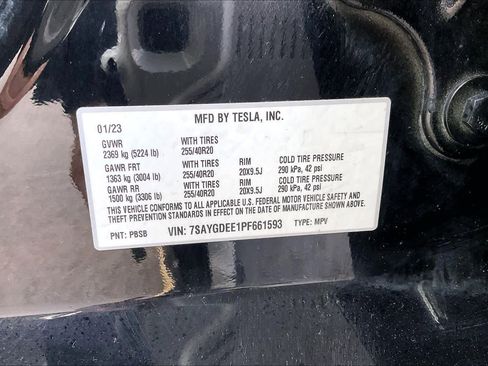 MFD BY TESLA, INC.
01/23
GVWR WITH TIRES
2369 kg (5224 lb) 255/40R20
GAWR FRT WITH TIRES RIM COLD TIRE PRESSURE
1363 kg (3004 lb) 255/40R20 20X9.5J 290 kPa, 42 psi
GAWR RR WITH TIRES RIM COLD TIRE PRESSURE
1500 kg (3306 lb) 255/40R20 20X9.5J 290 kPa, 42 psi
THIS VEHICLE CONFORMS TO ALL APPLICABLE U.S. FEDERAL MOTOR VEHICLE SAFETY AND
THEFT PREVENTION STANDARDS IN EFFECT ON THE DATE OF MANUFACTURE SHOWN ABOVE.
PNT: PBSB VIN: 7SAYGDEE1PF661593 TYPE: MPV